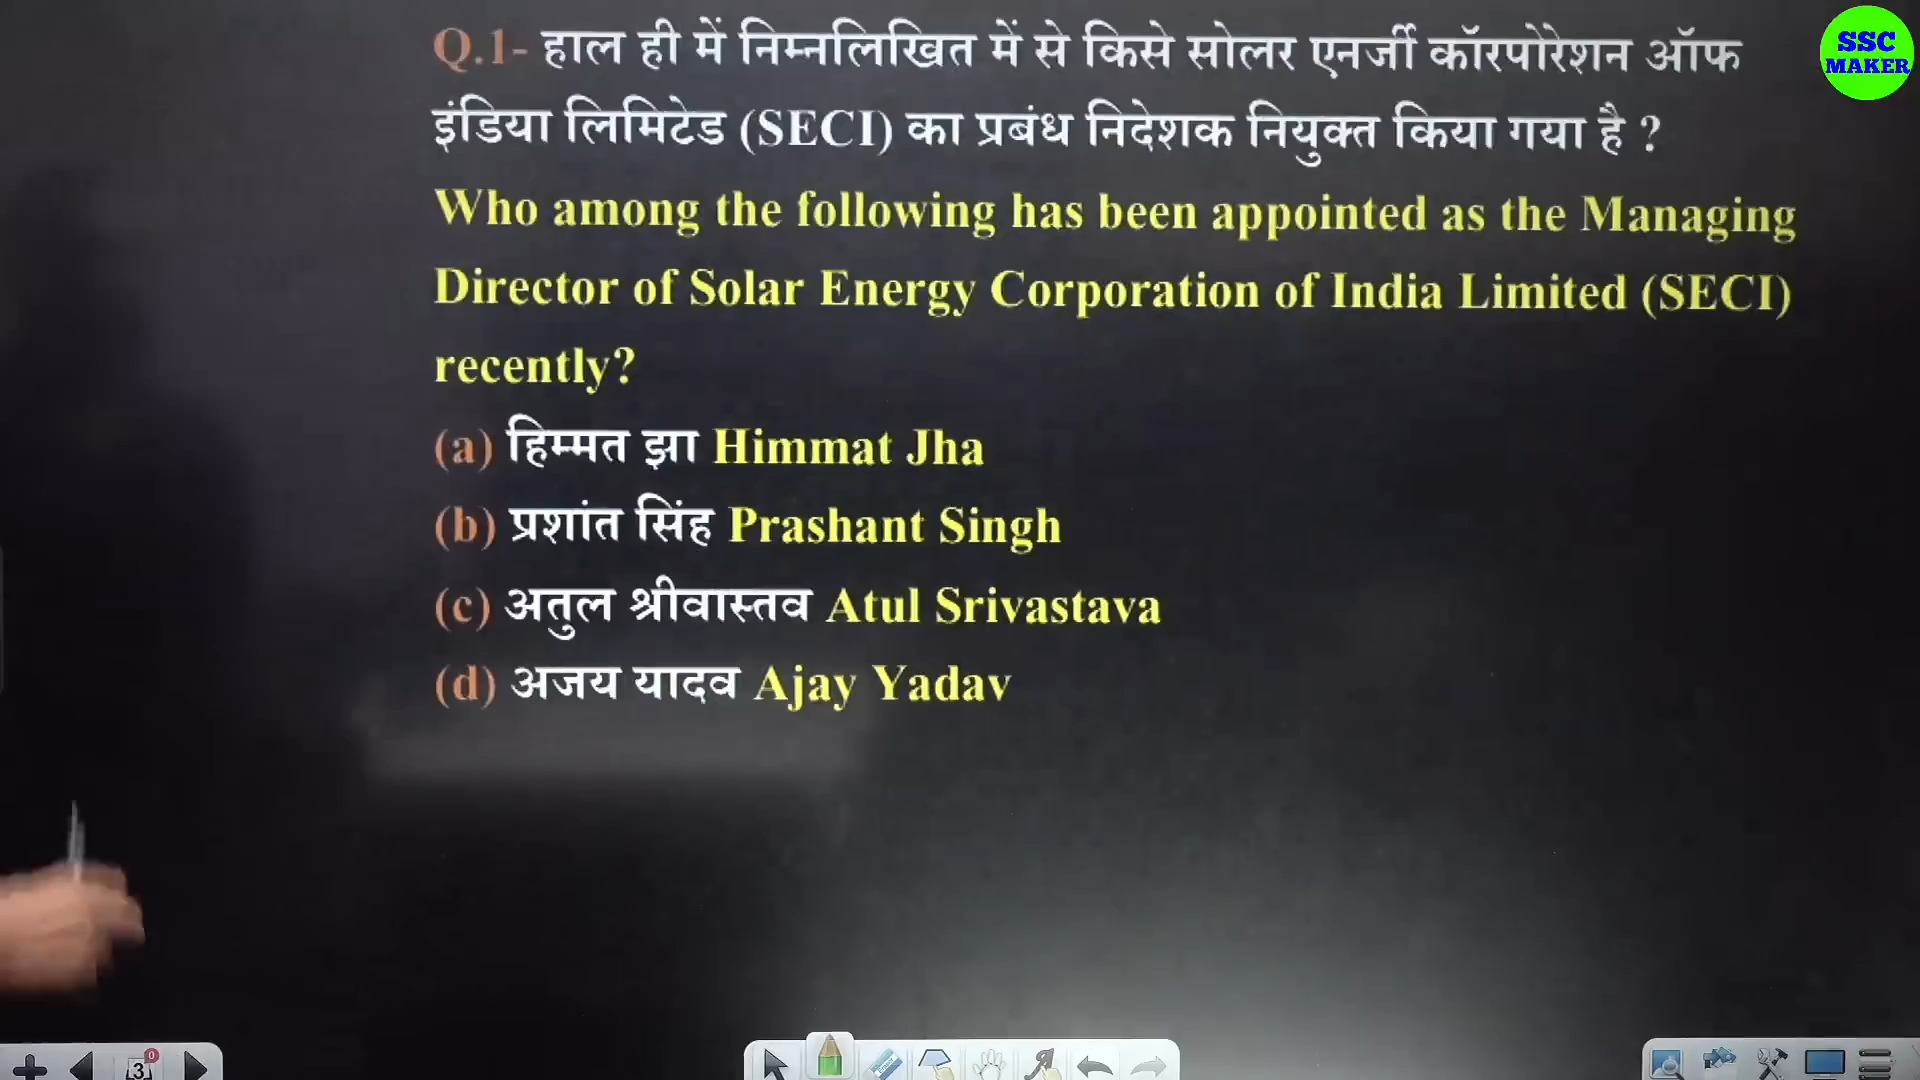 Q.1- हाल ही में निम्नलिखित में से किसे सोलर एनर्जी कॉरपोरेशन ऑफ
इंडिया लिमिटेड (SECI) का प्रबंध निदेशक नियुक्त किया गया है ?
Who among the following has been appointed as the Managing
Director of Solar Energy Corporation of India Limited (SECI)
recently?
(a) हिम्मत झा Himmat Jha
(b) प्रशांत सिंह Prashant Singh
(c) अतुल श्रीवास्तव Atul Srivastava
(d) अजय यादव Ajay Yadav
SSC
MAKER
3
0